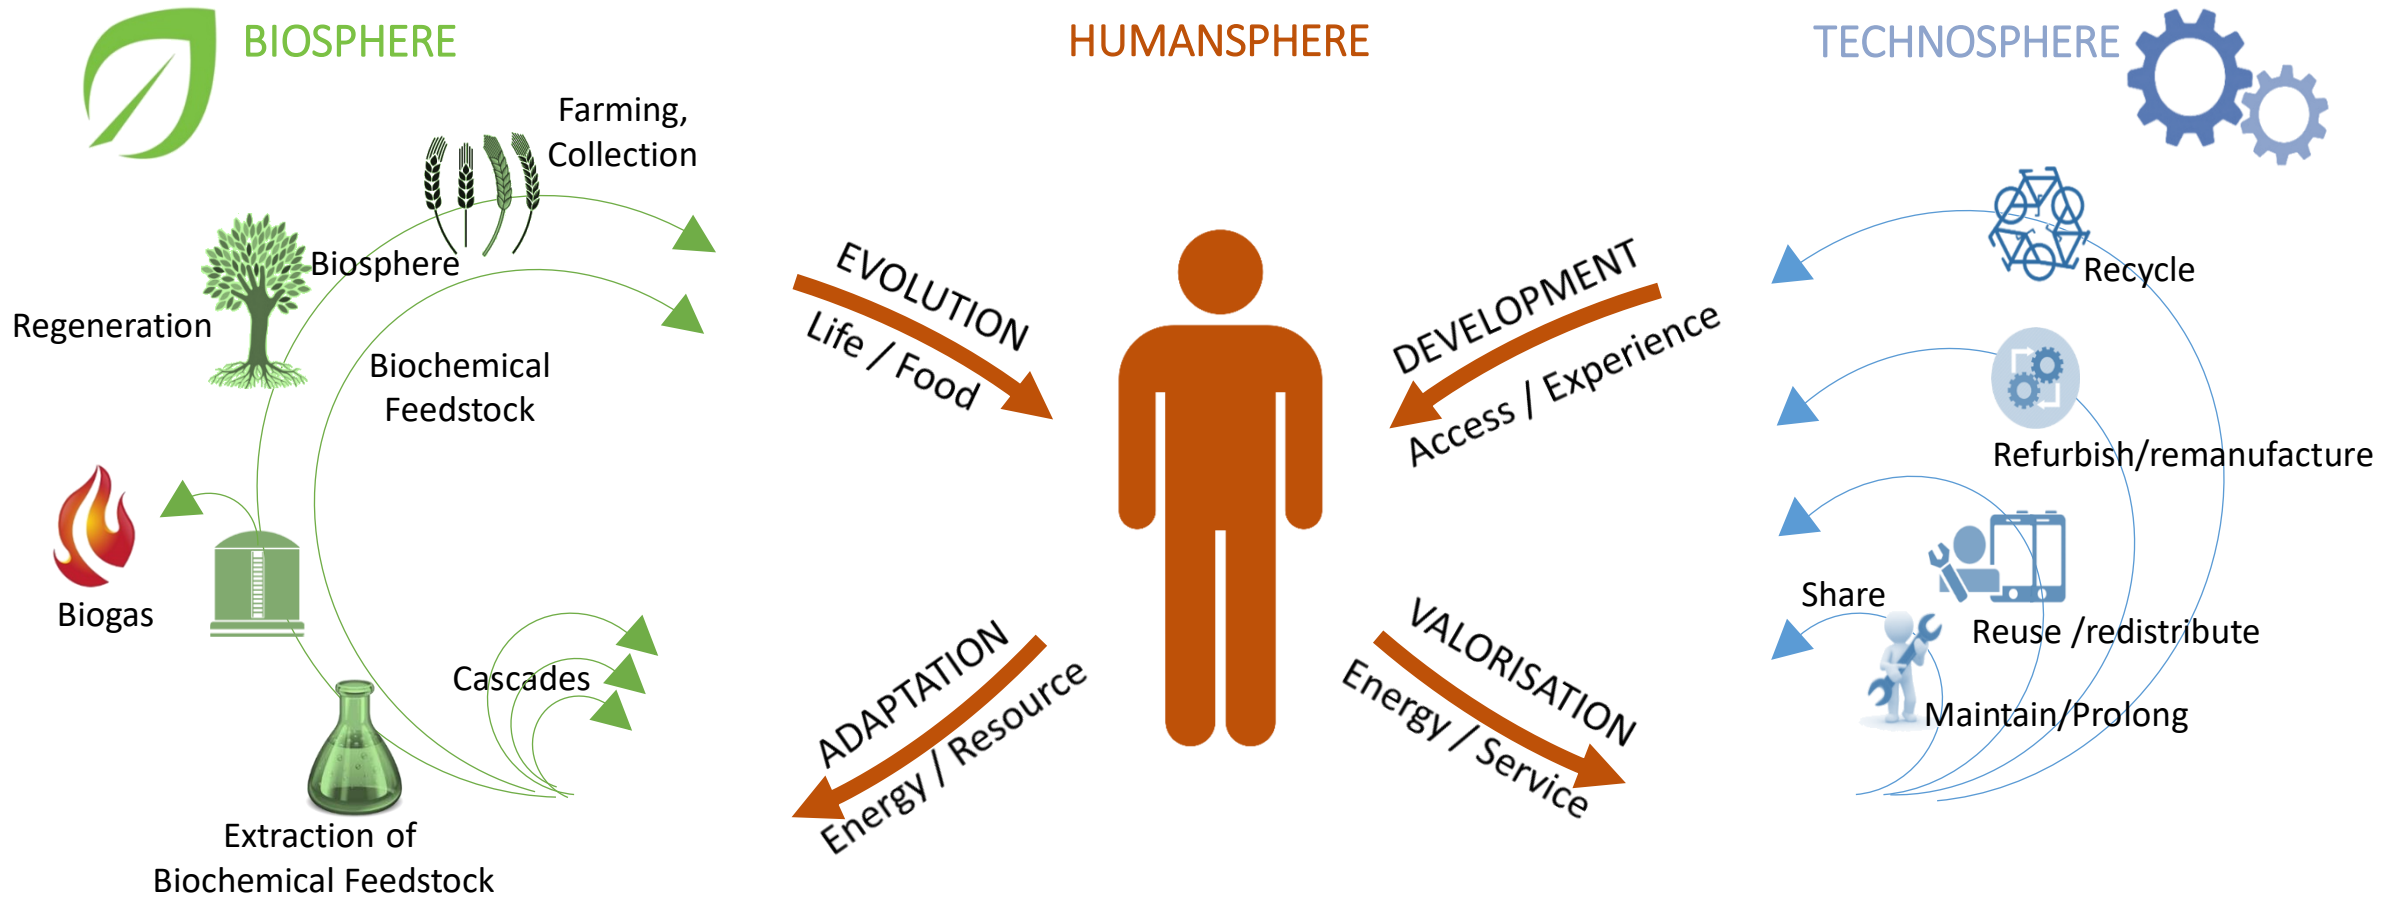 BIOSPHERE
HUMANSPHERE
TECHNOSPHERE
Farming,
Collection
Biosphere
Regeneration
Biochemical
Feedstock
Biogas
Cascades
Extraction of
Biochemical Feedstock
EVOLUTION
Life / Food
ADAPTATION
Energy / Resource
DEVELOPMENT
Access / Experience
VALORISATION
Energy / Service
Recycle
Refurbish/remanufacture
Share
Reuse /redistribute
Maintain/Prolong